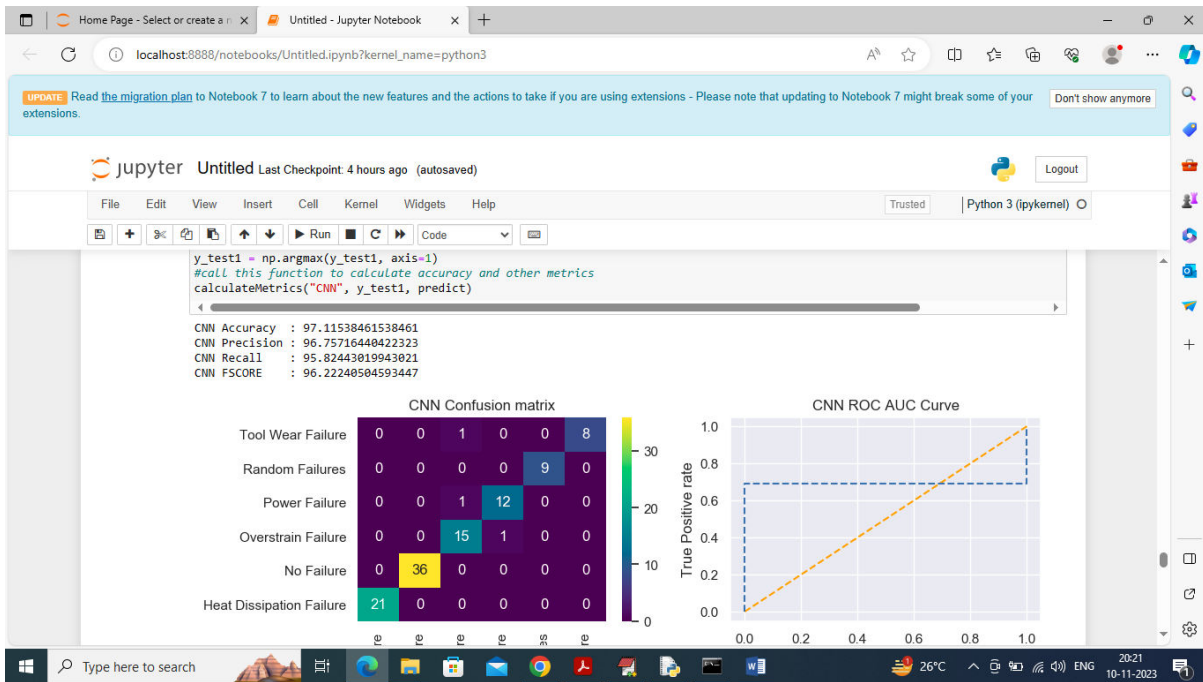 Home Page - Select or create a n
Untitled - Jupyter Notebook
localhost:8888/notebooks/Untitled.ipynb?kernel_name=python3
UPDATE Read the migration plan to Notebook 7 to learn about the new features and the actions to take if you are using extensions - Please note that updating to Notebook 7 might break some of your
extensions.
Don't show anymore
jupyter Untitled Last Checkpoint: 4 hours ago (autosaved)
Logout
File Edit View Insert Cell Kernel Widgets Help
Trusted Python 3 (ipykernel)
Run Code
y_test1 = np.argmax(y_test1, axis=1)
#call this function to calculate accuracy and other metrics
calculateMetrics("CNN", y_test1, predict)
CNN Accuracy : 97.11538461538461
CNN Precision : 96.75716440422323
CNN Recall : 95.82443019943021
CNN FSCORE : 96.22240504593447
CNN Confusion matrix
Tool Wear Failure 0 0 1 0 0 8
Random Failures 0 0 0 0 9 0
Power Failure 0 0 1 12 0 0
Overstrain Failure 0 0 15 1 0 0
No Failure 0 36 0 0 0 0
Heat Dissipation Failure 21 0 0 0 0 0
re re re re es re
30
20
10
0
CNN ROC AUC Curve
True Positive rate
1.0
0.8
0.6
0.4
0.2
0.0
0.0 0.2 0.4 0.6 0.8 1.0
Type here to search
26°C
ENG
20:21
10-11-2023